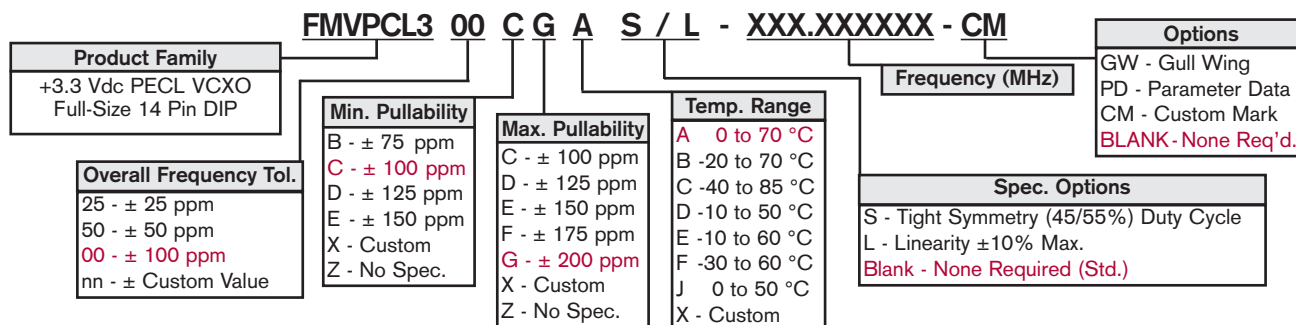 FMVPCL3 00 C G A S / L - XXX.XXXXXX - CM
Product Family
+3.3 Vdc PECL VCXO
Full-Size 14 Pin DIP
Overall Frequency Tol.
25 - ± 25 ppm
50 - ± 50 ppm
00 - ± 100 ppm
nn - ± Custom Value
Min. Pullability
B - ± 75 ppm
C - ± 100 ppm
D - ± 125 ppm
E - ± 150 ppm
X - Custom
Z - No Spec.
Max. Pullability
C - ± 100 ppm
D - ± 125 ppm
E - ± 150 ppm
F - ± 175 ppm
G - ± 200 ppm
X - Custom
Z - No Spec.
Temp. Range
A 0 to 70 °C
B -20 to 70 °C
C -40 to 85 °C
D -10 to 50 °C
E -10 to 60 °C
F -30 to 60 °C
J 0 to 50 °C
X - Custom
Frequency (MHz)
Spec. Options
S - Tight Symmetry (45/55%) Duty Cycle
L - Linearity ±10% Max.
Blank - None Required (Std.)
Options
GW - Gull Wing
PD - Parameter Data
CM - Custom Mark
BLANK - None Req'd.